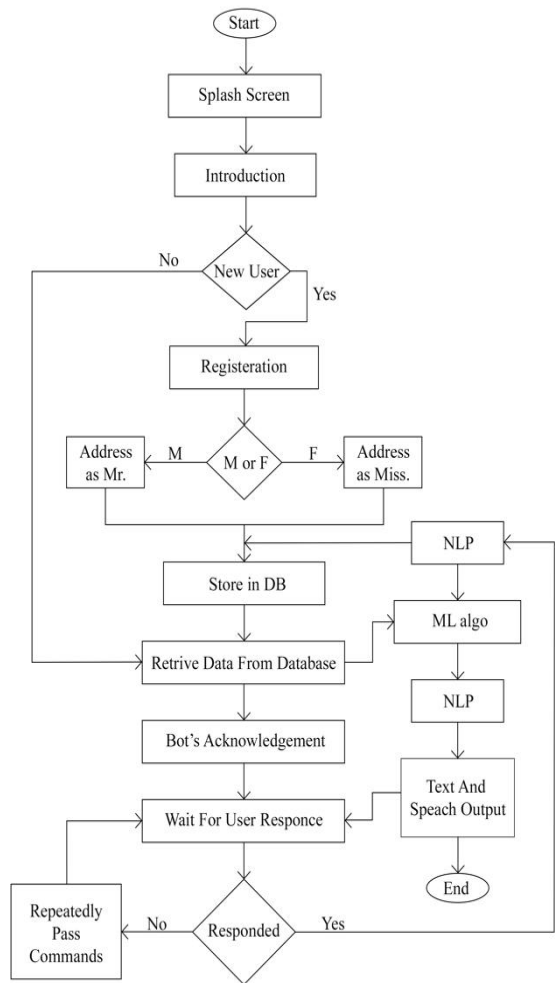 Start
Splash Screen
Introduction
No
New User
Yes
Registeration
Address
as Mr.
M
M or F
F
Address
as Miss.
NLP
Store in DB
ML algo
Retrive Data From Database
NLP
Bot's Acknowledgement
Text And
Speach Output
Wait For User Responce
End
Repeatedly
Pass
Commands
No
Responded
Yes